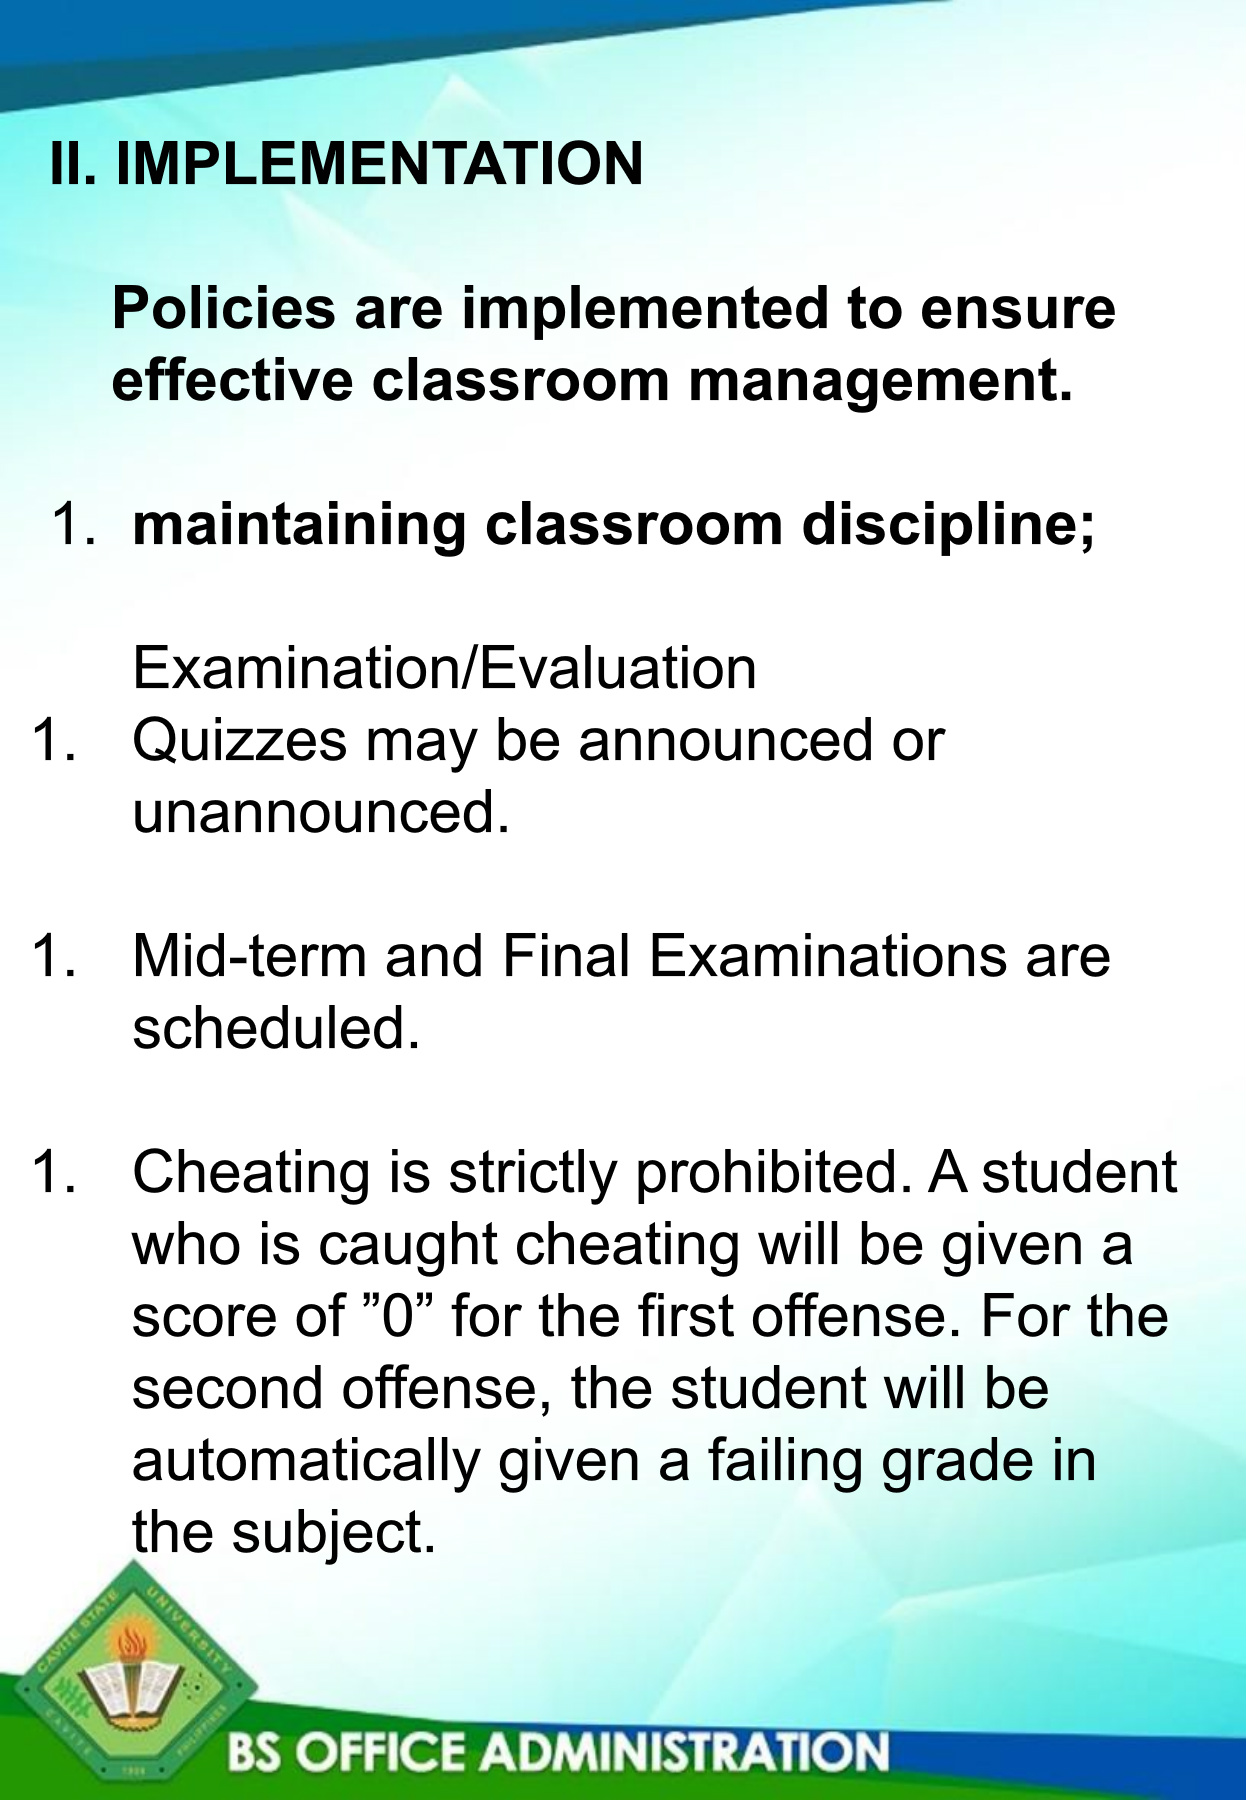 II. IMPLEMENTATION
Policies are implemented to ensure
effective classroom management.
1. maintaining classroom discipline;
Examination/Evaluation
1. Quizzes may be announced or
unannounced.
1. Mid-term and Final Examinations are
scheduled.
1. Cheating is strictly prohibited. A student
who is caught cheating will be given a
score of ”0” for the first offense. For the
second offense, the student will be
automatically given a failing grade in
the subject.
CAVITE STATE UNIVERSITY
CAVITE PHILIPPINES
1906
BS OFFICE ADMINISTRATION